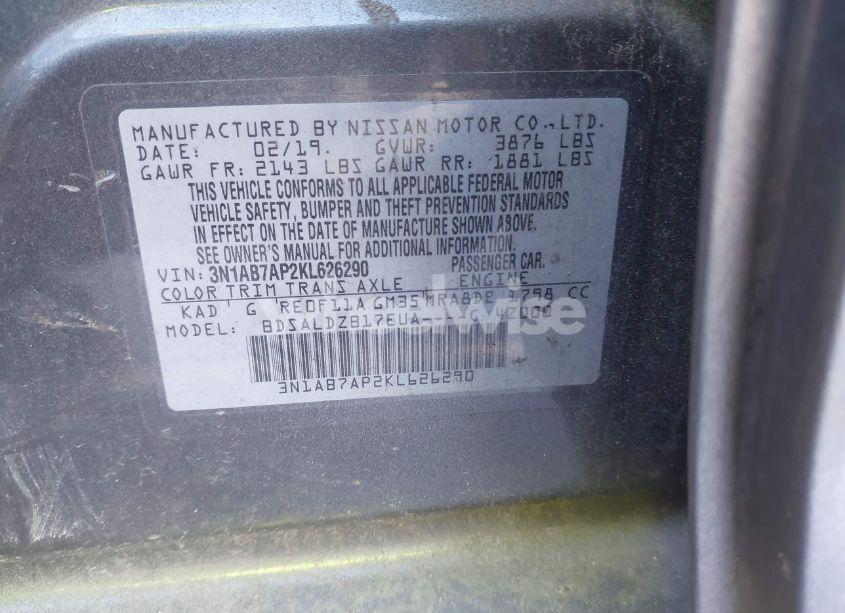 MANUFACTURED BY NISSAN MOTOR CO.,LTD.
DATE: 02/19. GVWR: 3876 LBS
GAWR FR: 2143 LBS GAWR RR: 1881 LBS
THIS VEHICLE CONFORMS TO ALL APPLICABLE FEDERAL MOTOR
VEHICLE SAFETY, BUMPER AND THEFT PREVENTION STANDARDS
IN EFFECT ON THE DATE OF MANUFACTURE SHOWN ABOVE.
SEE OWNER'S MANUAL FOR ADDITIONAL INFORMATION.
VIN: 3N1AB7AP2KL626290 PASSENGER CAR.
COLOR TRIM TRANS AXLE ENGINE
KAD G RE0F11A GM35 MRA8DE 1798 CC
MODEL:
3N1AB7AP2KL626290